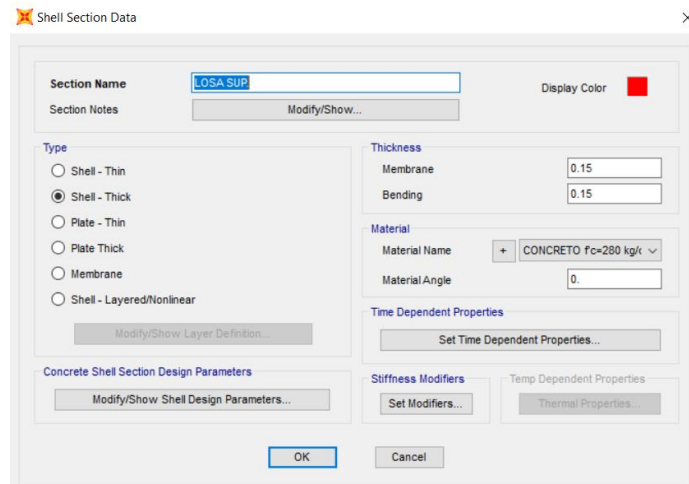 Shell Section Data
Section Name LOSA SUP.
Display Color
Section Notes Modify/Show...
Type
Shell - Thin
Shell - Thick
Plate - Thin
Plate Thick
Membrane
Shell - Layered/Nonlinear
Modify/Show Layer Definition...
Concrete Shell Section Design Parameters
Modify/Show Shell Design Parameters...
Thickness
Membrane 0.15
Bending 0.15
Material
Material Name + CONCRETO f'c=280 kg/c
Material Angle 0.
Time Dependent Properties
Set Time Dependent Properties...
Stiffness Modifiers
Set Modifiers...
Temp Dependent Properties
Thermal Properties...
OK Cancel